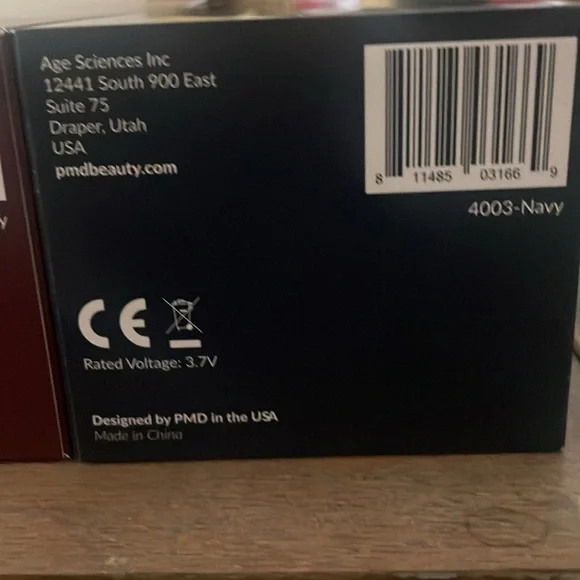 Age Sciences Inc
12441 South 900 East
Suite 75
Draper, Utah
USA
pmdbeauty.com
8 11485 03166 9
4003-Navy
y
CE
Rated Voltage: 3.7V
Designed by PMD in the USA
Made in China